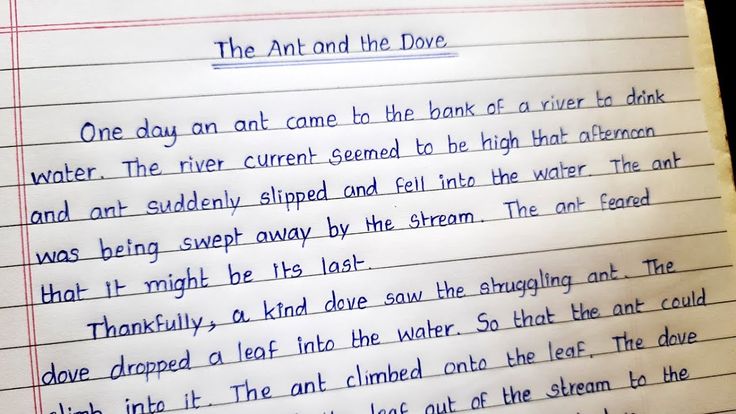 The Ant and the Dove
One day an ant came to the bank of a river to drink
water. The river current seemed to be high that afternoon
and ant suddenly slipped and fell into the water. The ant
was being swept away by the stream. The ant feared
that it might be its last.
Thankfully, a kind dove saw the struggling ant. The
dove dropped a leaf into the water. So that the ant could
climb into it. The ant climbed onto the leaf. The dove
leaf out of the stream to the